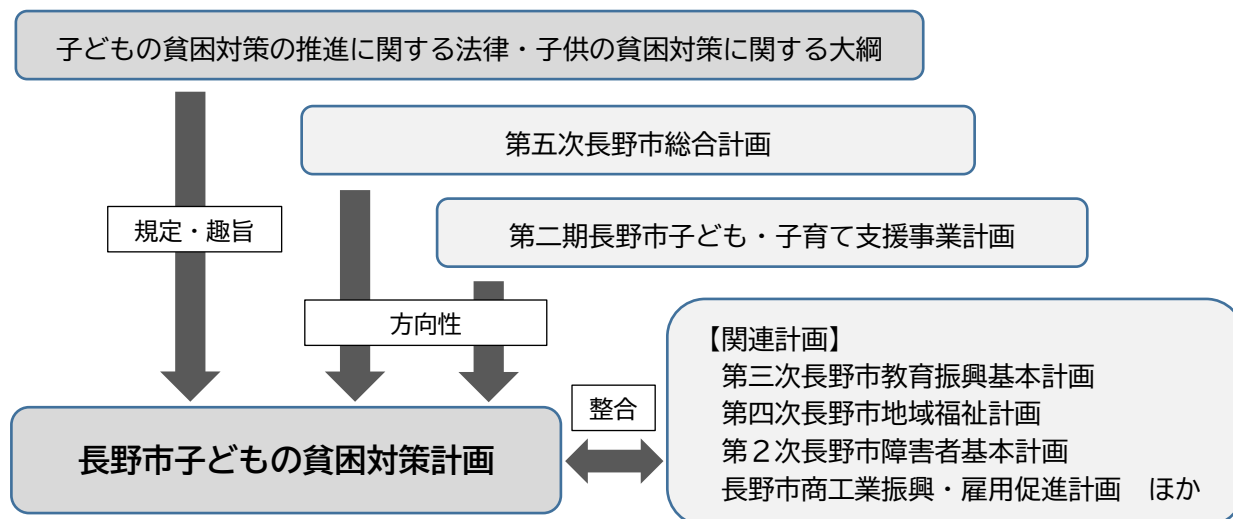 子どもの貧困対策の推進に関する法律・子供の貧困対策に関する大綱
第五次長野市総合計画
規定・趣旨
第二期長野市子ども・子育て支援事業計画
方向性
【関連計画】
第三次長野市教育振興基本計画
第四次長野市地域福祉計画
第２次長野市障害者基本計画
長野市商工業振興・雇用促進計画　ほか
整合
長野市子どもの貧困対策計画